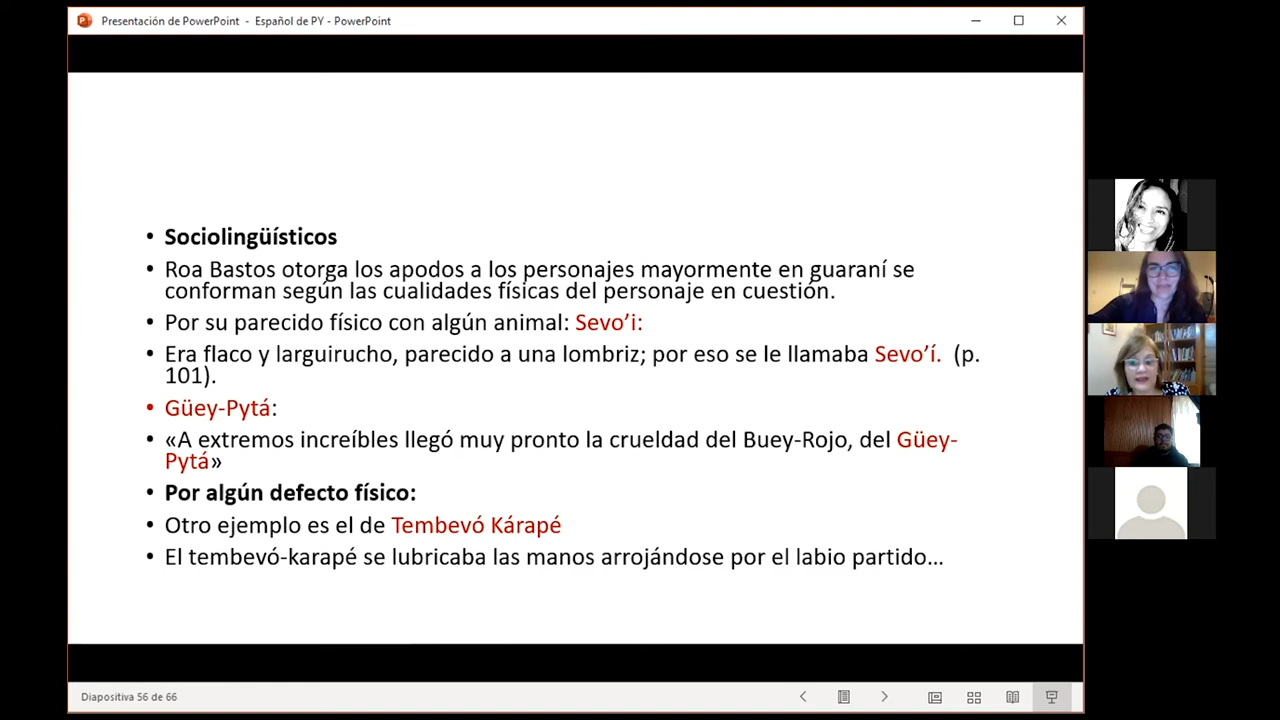 Presentación de PowerPoint - Español de PY - PowerPoint
• Sociolingüísticos
• Roa Bastos otorga los apodos a los personajes mayormente en guaraní se
conforman según las cualidades físicas del personaje en cuestión.
• Por su parecido físico con algún animal: Sevo’i:
• Era flaco y larguirucho, parecido a una lombriz; por eso se le llamaba Sevo’í. (p.
101).
• Güey-Pytá:
• «A extremos increíbles llegó muy pronto la crueldad del Buey-Rojo, del Güey-
Pytá»
• Por algún defecto físico:
• Otro ejemplo es el de Tembevó Kárapé
• El tembevó-karapé se lubricaba las manos arrojándose por el labio partido…
Diapositiva 56 de 66